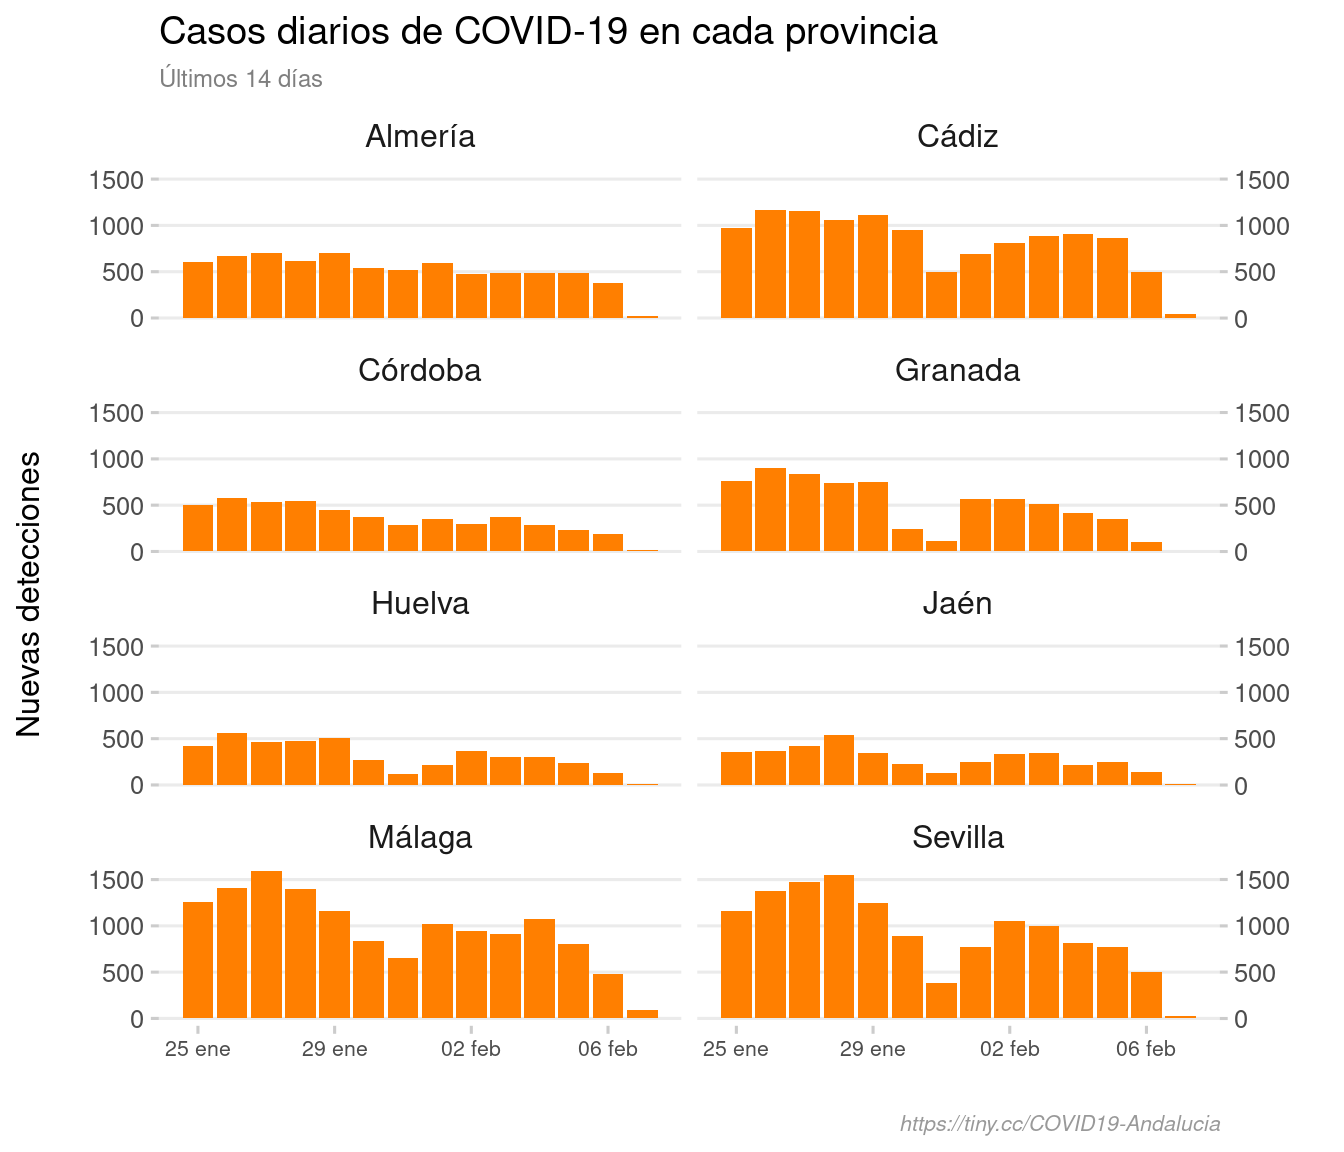 Casos diarios de COVID-19 en cada provincia
Últimos 14 días
Almería
Cádiz
1500
1000
500
0
1500
1000
500
0
Córdoba
Granada
1500
1000
500
0
1500
1000
500
0
Nuevas detecciones
Huelva
Jaén
1500
1000
500
0
1500
1000
500
0
Málaga
Sevilla
1500
1000
500
0
1500
1000
500
0
25 ene 29 ene 02 feb 06 feb
25 ene 29 ene 02 feb 06 feb
https://tiny.cc/COVID19-Andalucia